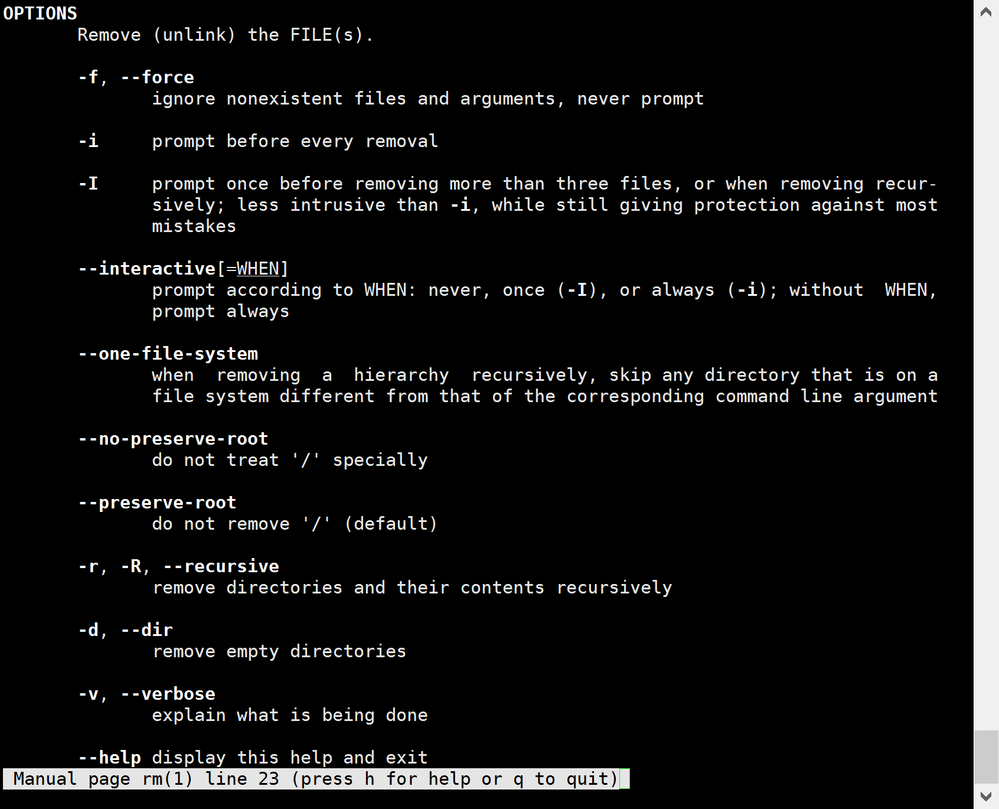 OPTIONS
Remove (unlink) the FILE(s).
-f, --force
ignore nonexistent files and arguments, never prompt
-i     prompt before every removal
-I     prompt once before removing more than three files, or when removing recur-
sively; less intrusive than -i, while still giving protection against most
mistakes
--interactive[=WHEN]
prompt according to WHEN: never, once (-I), or always (-i); without  WHEN,
prompt always
--one-file-system
when  removing  a  hierarchy  recursively, skip any directory that is on a
file system different from that of the corresponding command line argument
--no-preserve-root
do not treat '/' specially
--preserve-root
do not remove '/' (default)
-r, -R, --recursive
remove directories and their contents recursively
-d, --dir
remove empty directories
-v, --verbose
explain what is being done
--help display this help and exit
Manual page rm(1) line 23 (press h for help or q to quit)